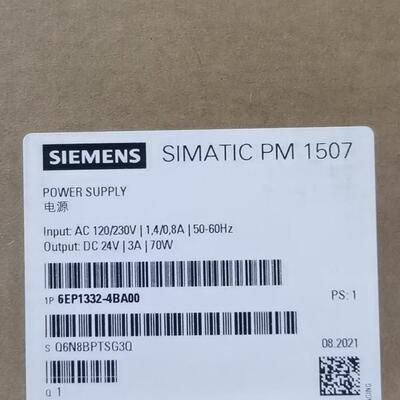 SIEMENS SIMATIC PM 1507
POWER SUPPLY
电源
Input: AC 120/230V | 1,4/0,8A | 50-60Hz
Output: DC 24V | 3A | 70W
1P 6EP1332-4BA00 PS: 1
S Q6N8BPTSG3Q 08.2021
Q 1